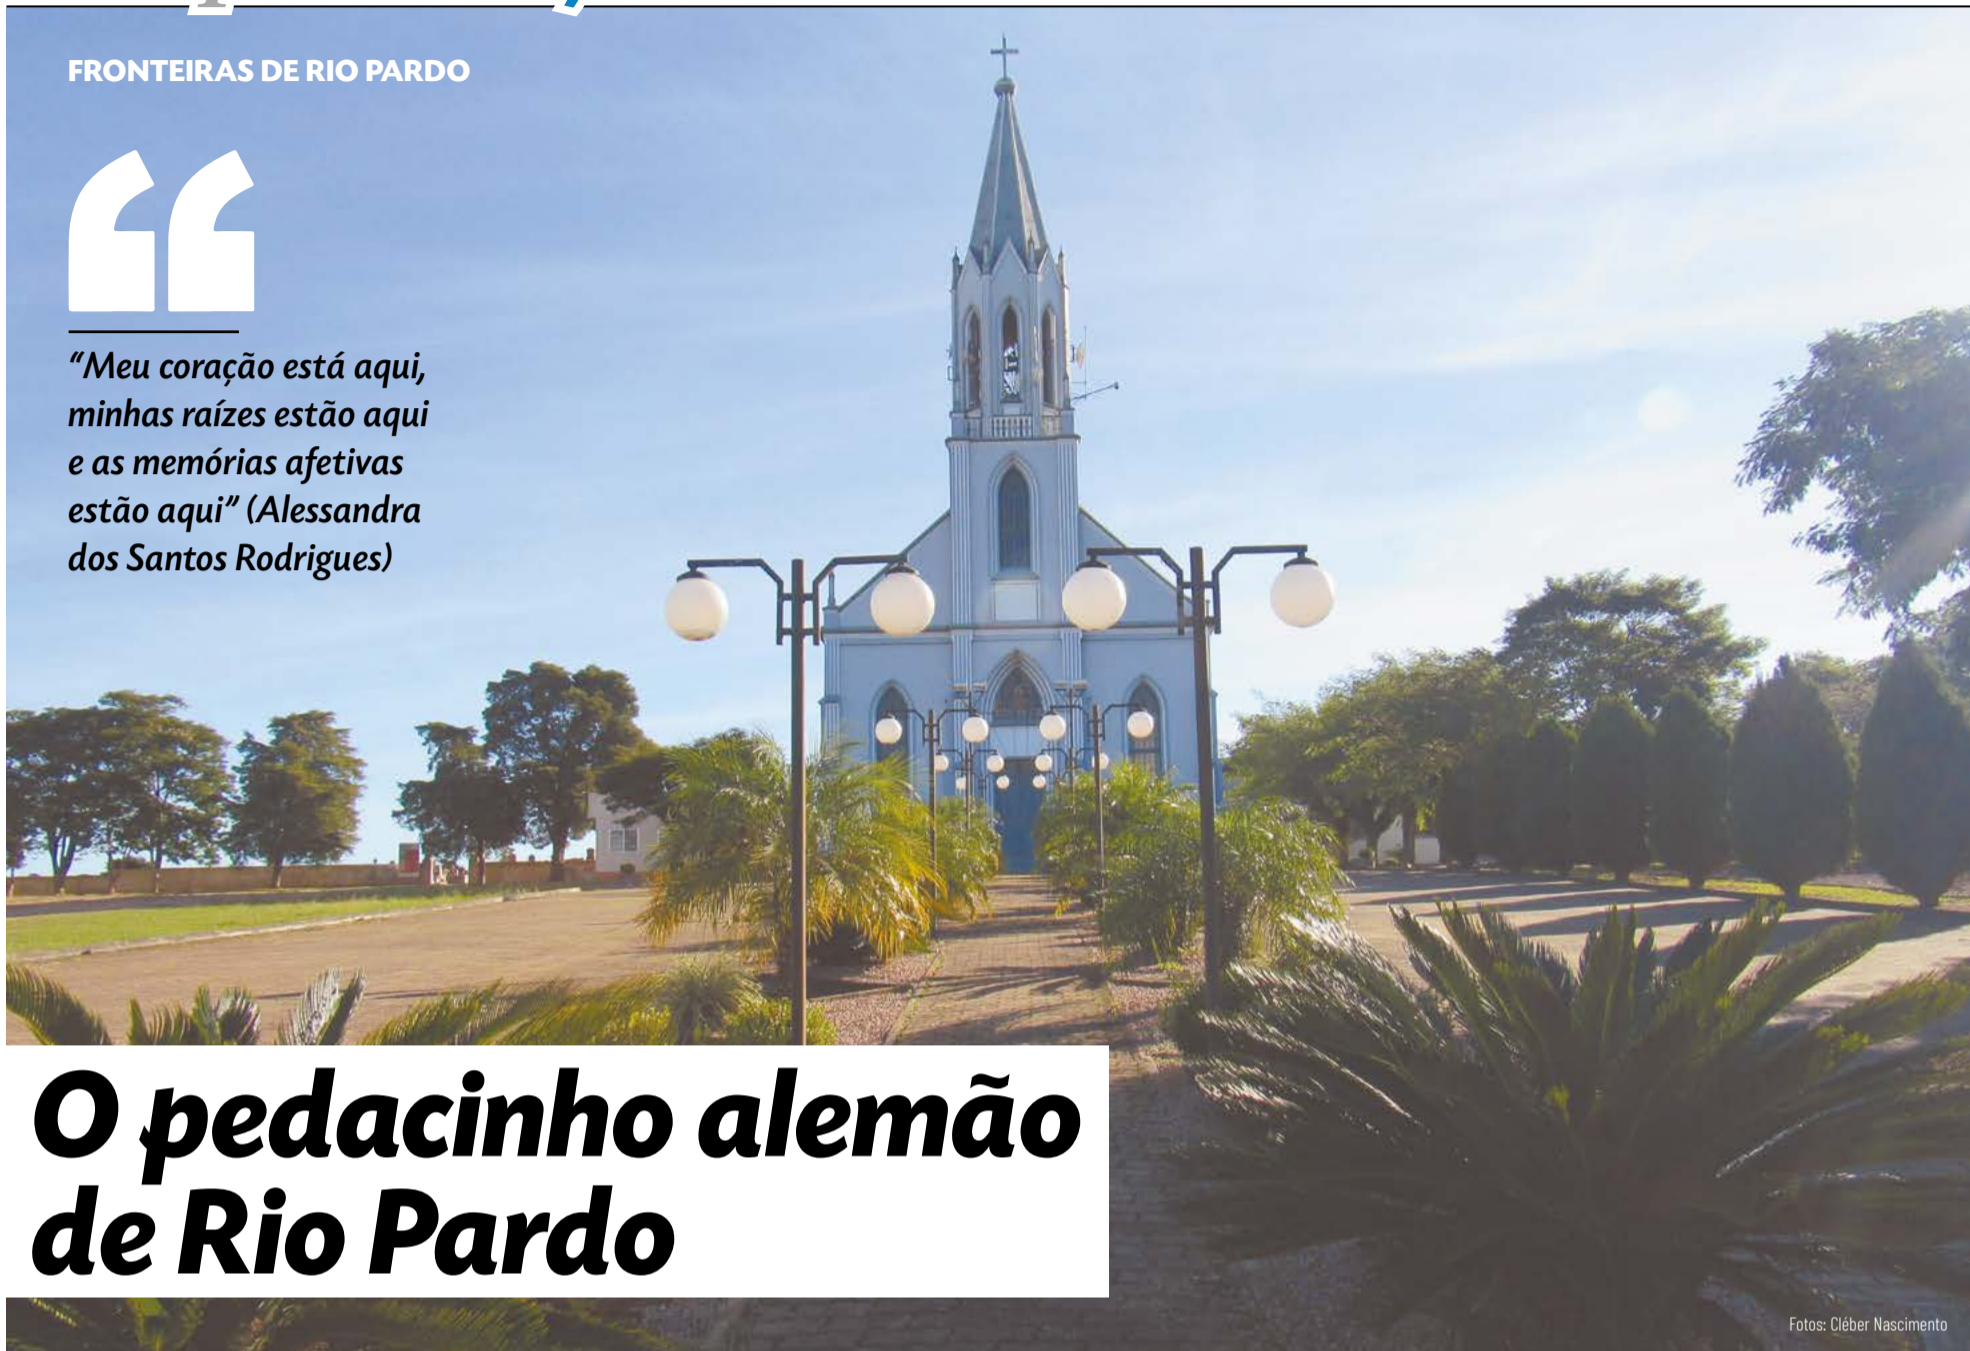 FRONTEIRAS DE RIO PARDO
“Meu coração está aqui,
minhas raízes estão aqui
e as memórias afetivas
estão aqui” (Alessandra
dos Santos Rodrigues)
O pedacinho alemão
de Rio Pardo
Fotos: Cléber Nascimento